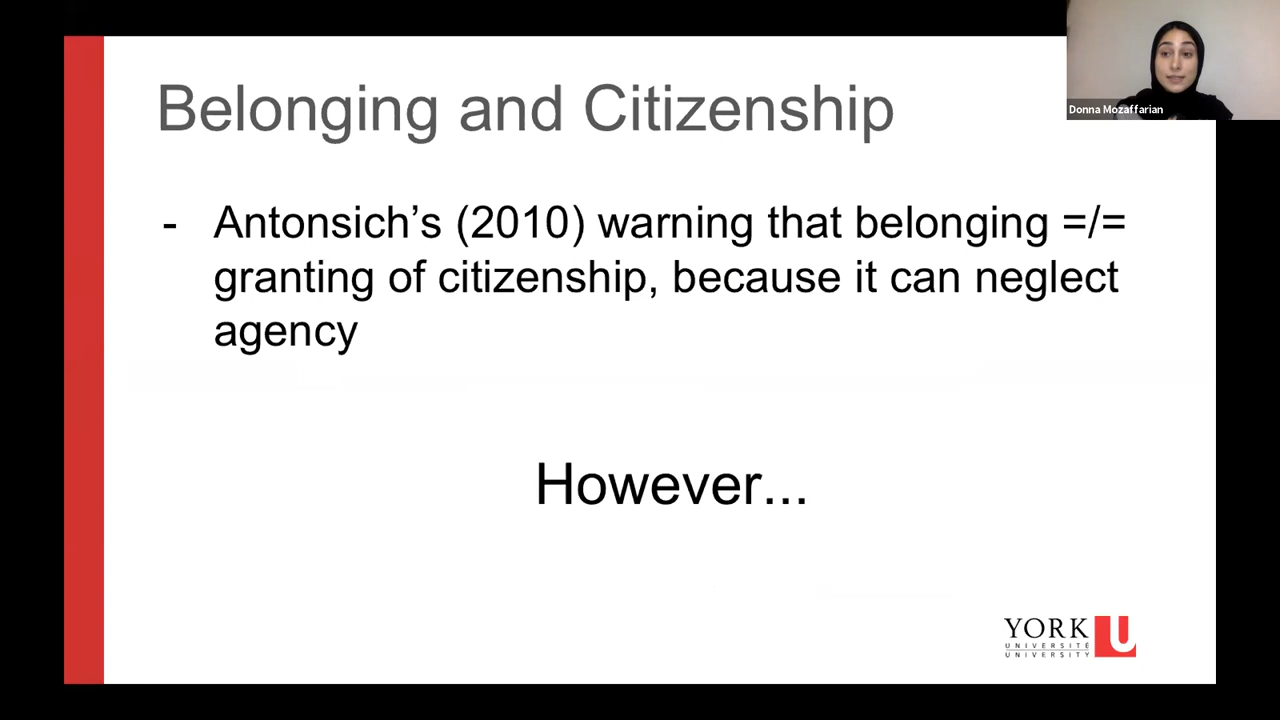 Belonging and Citizenship
Donna Mozaffarian
- Antonsich’s (2010) warning that belonging =/=
granting of citizenship, because it can neglect
agency
However...
YORK U
UNIVERSITÉ
UNIVERSITY